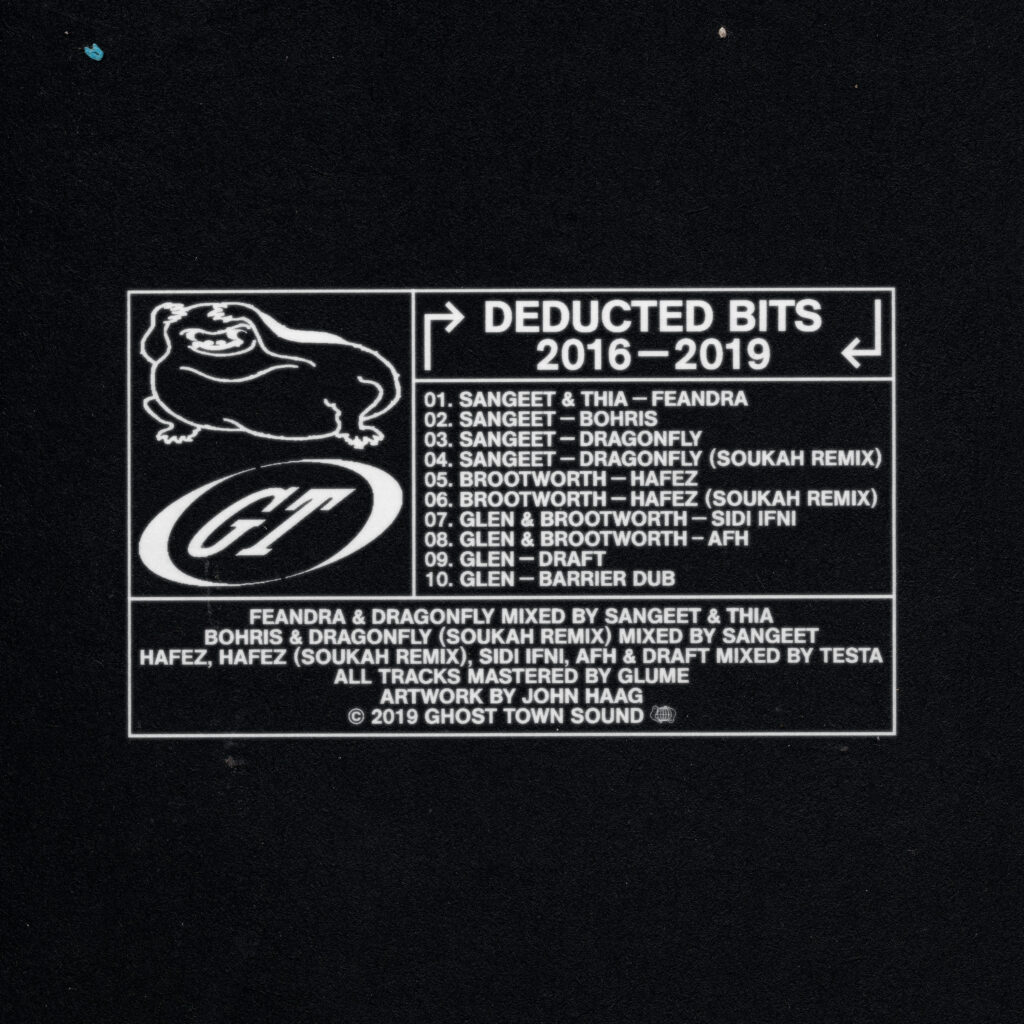 DEDUCTED BITS
2016—2019
01. SANGEET & THIA — FEANDRA
02. SANGEET — BOHRIS
03. SANGEET — DRAGONFLY
04. SANGEET — DRAGONFLY (SOUKAH REMIX)
05. BROOTWORTH — HAFEZ
06. BROOTWORTH — HAFEZ (SOUKAH REMIX)
07. GLEN & BROOTWORTH — SIDI IFNI
08. GLEN & BROOTWORTH — AFH
09. GLEN — DRAFT
10. GLEN — BARRIER DUB
GT
FEANDRA & DRAGONFLY MIXED BY SANGEET & THIA
BOHRIS & DRAGONFLY (SOUKAH REMIX) MIXED BY SANGEET
HAFEZ, HAFEZ (SOUKAH REMIX), SIDI IFNI, AFH & DRAFT MIXED BY TESTA
ALL TRACKS MASTERED BY GLUME
ARTWORK BY JOHN HAAG
© 2019 GHOST TOWN SOUND